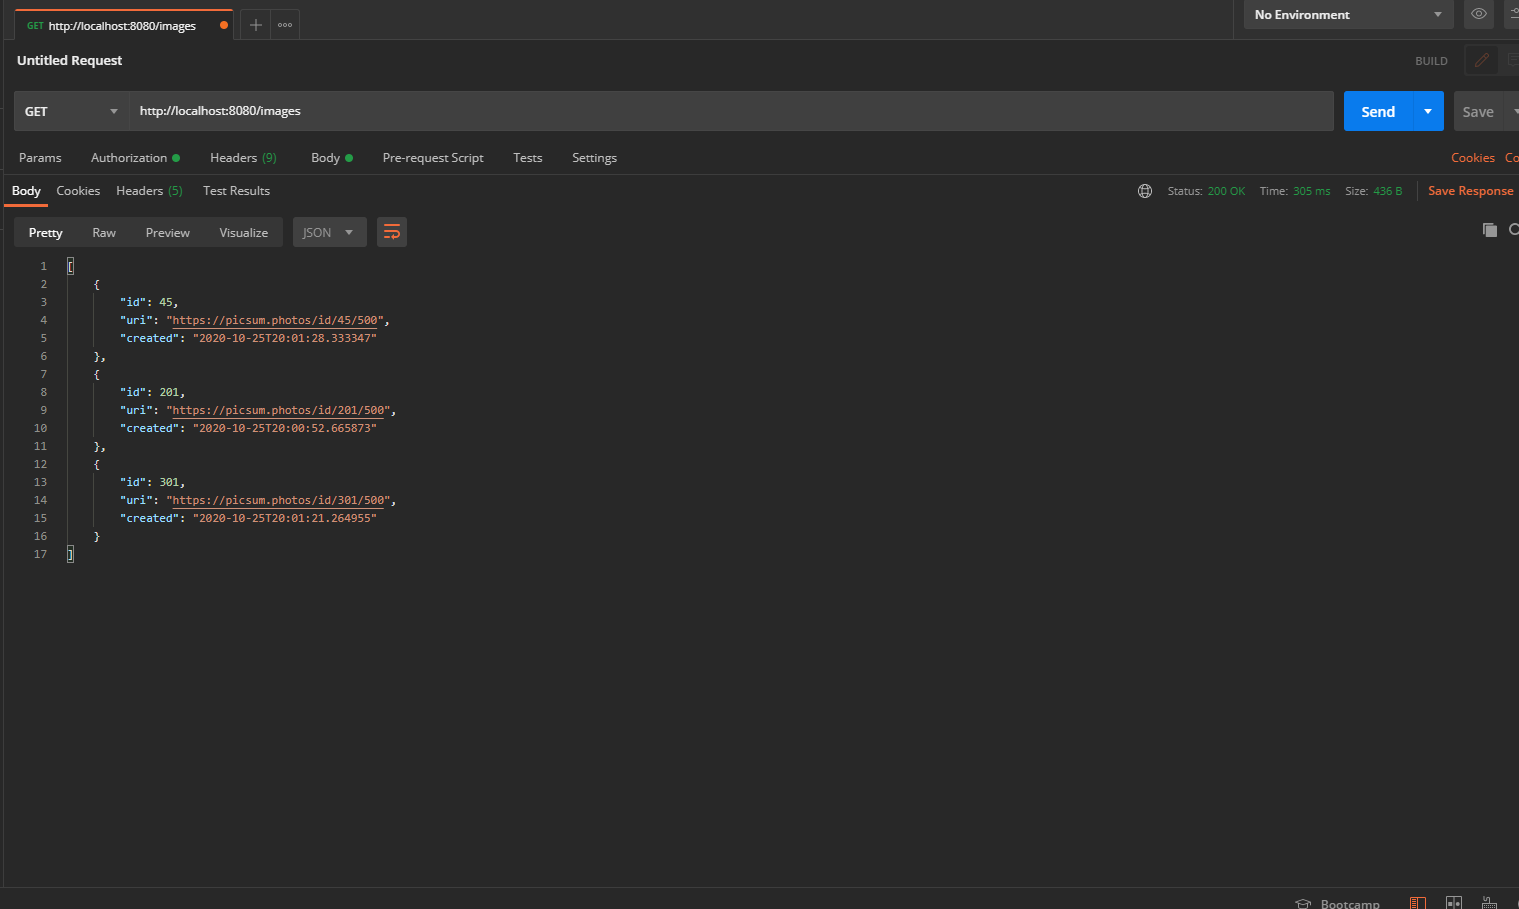 GET http://localhost:8080/images
No Environment
Untitled Request
BUILD
GET http://localhost:8080/images Send Save
Params Authorization Headers (9) Body Pre-request Script Tests Settings Cookies Co
Body Cookies Headers (5) Test Results Status: 200 OK Time: 305 ms Size: 436 B Save Response
Pretty Raw Preview Visualize JSON
1 [
2 {
3 "id": 45,
4 "uri": "https://picsum.photos/id/45/500",
5 "created": "2020-10-25T20:01:28.333347"
6 },
7 {
8 "id": 201,
9 "uri": "https://picsum.photos/id/201/500",
10 "created": "2020-10-25T20:00:52.665873"
11 },
12 {
13 "id": 301,
14 "uri": "https://picsum.photos/id/301/500",
15 "created": "2020-10-25T20:01:21.264955"
16 }
17 ]
Bootcamp